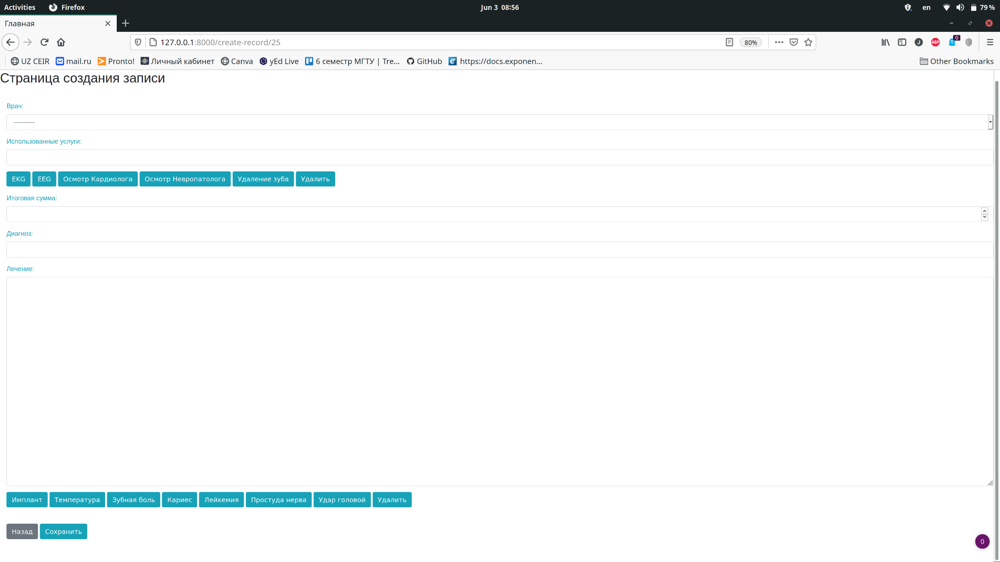 Activities Firefox Jun 3 08:56 en 79 %
Главная
127.0.0.1:8000/create-record/25 80% J ABP 0
UZ CEIR mail.ru Pronto! Личный кабинет Canva yEd Live 6 семестр МГТУ | Tre... GitHub https://docs.exponen... Other Bookmarks
Страница создания записи
Врач:
---------
Использованные услуги:
EKG EEG Осмотр Кардиолога Осмотр Невропатолога Удаление зуба Удалить
Итоговая сумма:
Диагноз:
Лечение:
Имплант Температура Зубная боль Кариес Лейкемия Простуда нерва Удар головой Удалить
Назад Сохранить
0